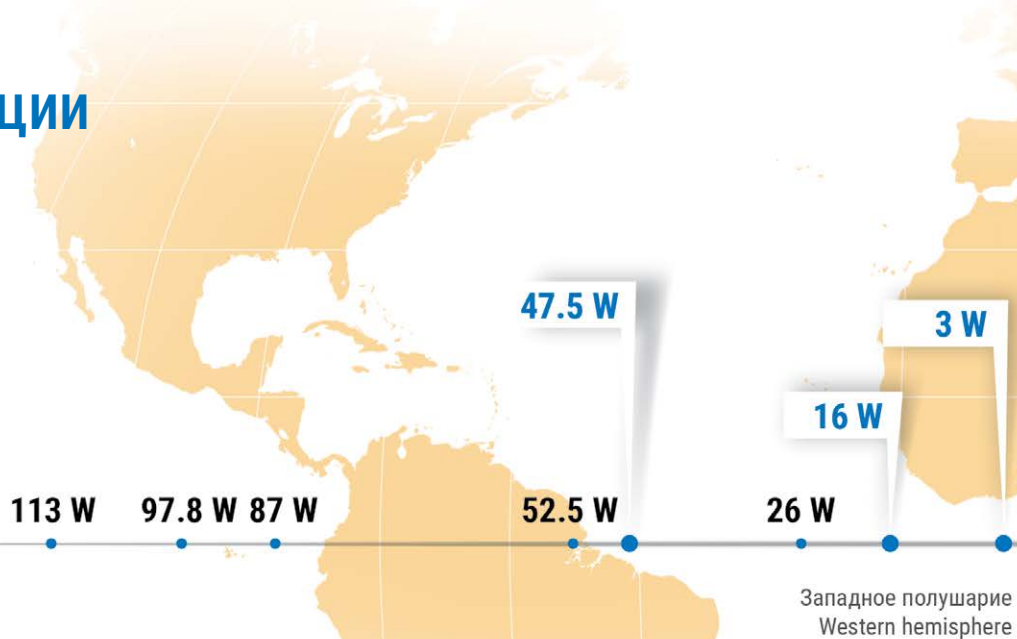 ции
47.5 W
3 W
16 W
113 W
97.8 W
87 W
52.5 W
26 W
Западное полушарие
Western hemisphere